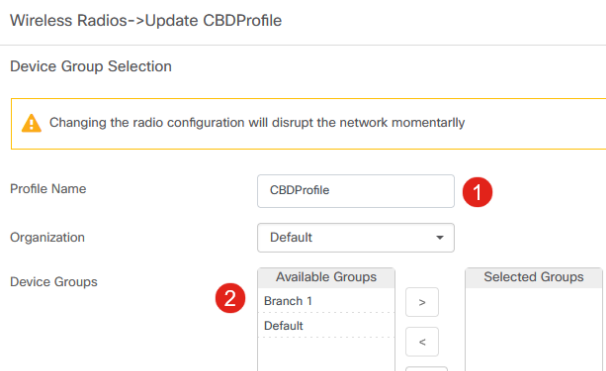 Wireless Radios->Update CBDProfile
Device Group Selection
Changing the radio configuration will disrupt the network momentarlly
Profile Name
CBDProfile
1
Organization
Default
Device Groups
2
Available Groups
Branch 1
Default
>
<
Selected Groups